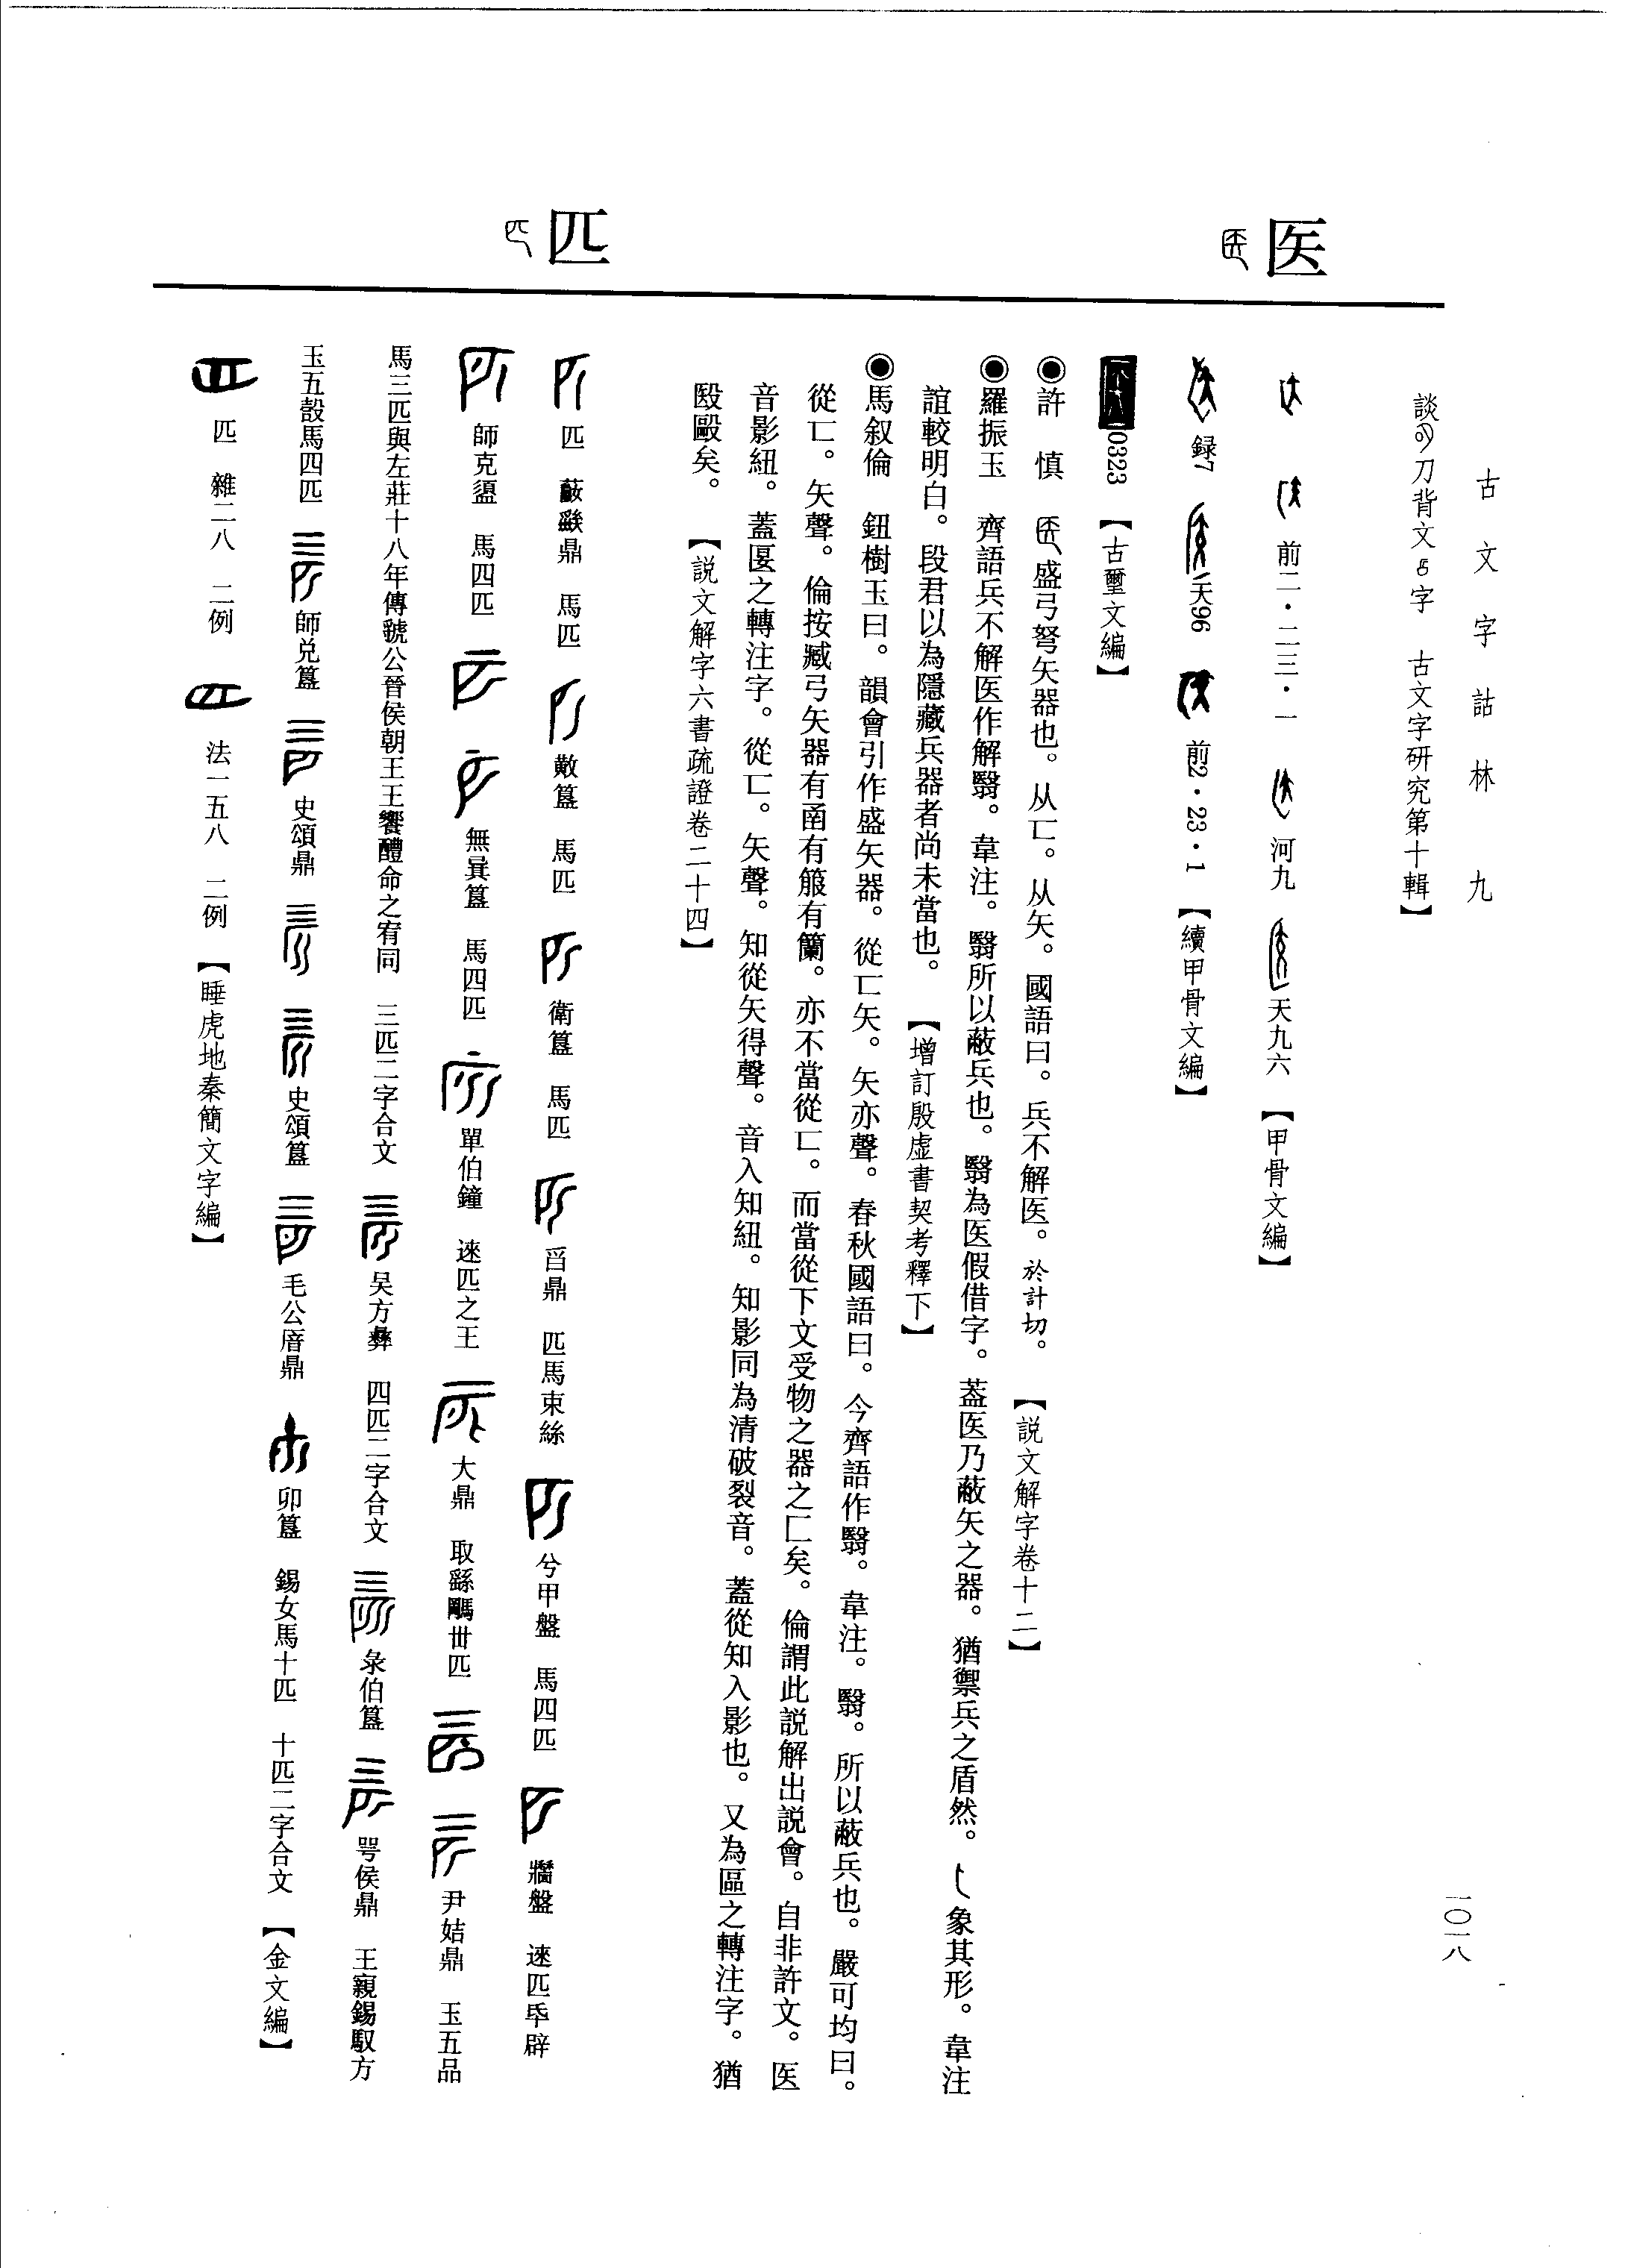 古文字詁林 九
一〇一八
談刀背文字 古文字研究第十輯】
医
前二·二三·一 河九 天九六 【甲骨文編】
録7 天96 前2·23·1 【續甲骨文編】
0323 【古璽文編】
◉許 慎 医盛弓弩矢器也。从匸。从矢。國語曰。兵不解医。於計切。 【説文解字卷十二】
◉羅振玉 齊語兵不解医作解翳。韋注。翳所以蔽兵也。翳為医假借字。葢医乃蔽矢之器。猶禦兵之盾然。㇄象其形。韋注
誼較明白。段君以為隱藏兵器者尚未當也。 【增訂殷虚書契考釋下】
◉馬叙倫 鈕樹玉曰。韻會引作盛矢器。從匸矢。矢亦聲。春秋國語曰。今齊語作翳。韋注。翳。所以蔽兵也。嚴可均曰。
從匸。矢聲。倫按臧弓矢器有㢭有箙有籣。亦不當從匸。而當從下文受物之器之匚矣。倫謂此説解出説會。自非許文。医
音影紐。蓋匽之轉注字。從匸。矢聲。知從矢得聲。音入知紐。知影同為清破裂音。蓋從知入影也。又為區之轉注字。猶
殹毆矣。 【説文解字六書疏證卷二十四】
匹
匹 鼎 馬匹 簋 馬匹 衛簋 馬匹 曶鼎 匹馬束絲 兮甲盤 馬四匹 牆盤 逨匹氒辟
師克盨 馬四匹 無㠱簋 馬四匹 單伯鐘 逨匹之王 大鼎 取卅匹 尹姞鼎 玉五品
馬三匹與左莊十八年傳虢公晉侯朝王王饗醴命之宥同 三匹二字合文 吴方彝 四匹二字合文 彔伯簋 咢侯鼎 王親錫馭方
玉五瑴馬四匹 師兑簋 史頌鼎 史頌簋 毛公㕌鼎 卯簋 錫女馬十匹 十匹二字合文 【金文編】
匹 雜二八 二例 法一五八 二例 【睡虎地秦簡文字編】